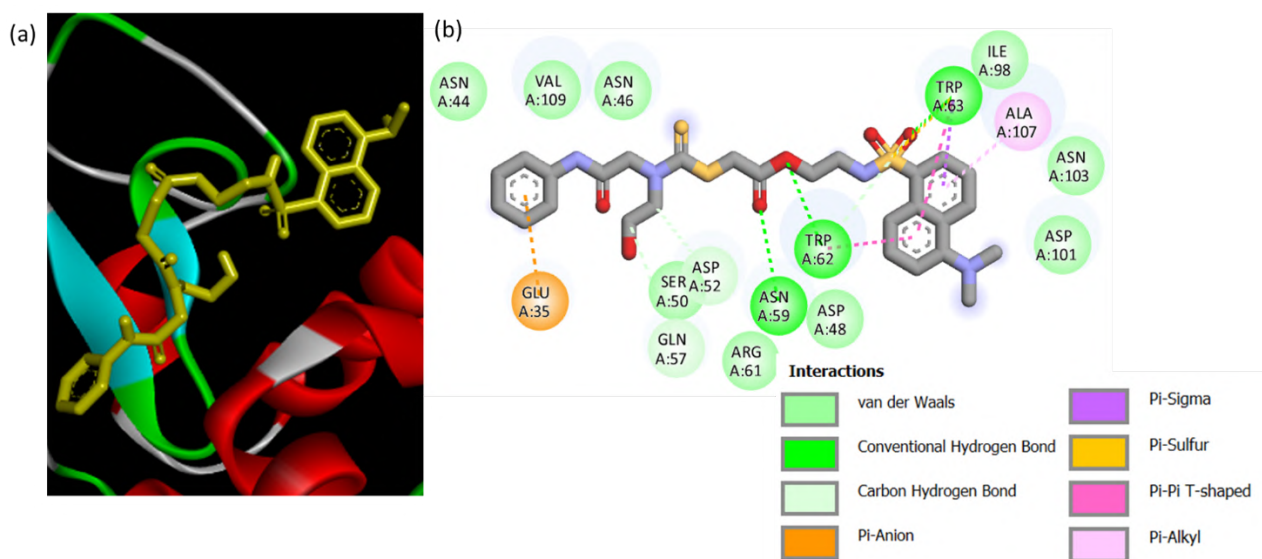 (a)
(b)
ASN
A:44
VAL
A:109
ASN
A:46
TRP
A:63
ILE
A:98
ALA
A:107
ASN
A:103
ASP
A:101
TRP
A:62
ASP
A:52
SER
A:50
GLU
A:35
ASN
A:59
ASP
A:48
GLN
A:57
ARG
A:61
Interactions
van der Waals
Conventional Hydrogen Bond
Carbon Hydrogen Bond
Pi-Anion
Pi-Sigma
Pi-Sulfur
Pi-Pi T-shaped
Pi-Alkyl